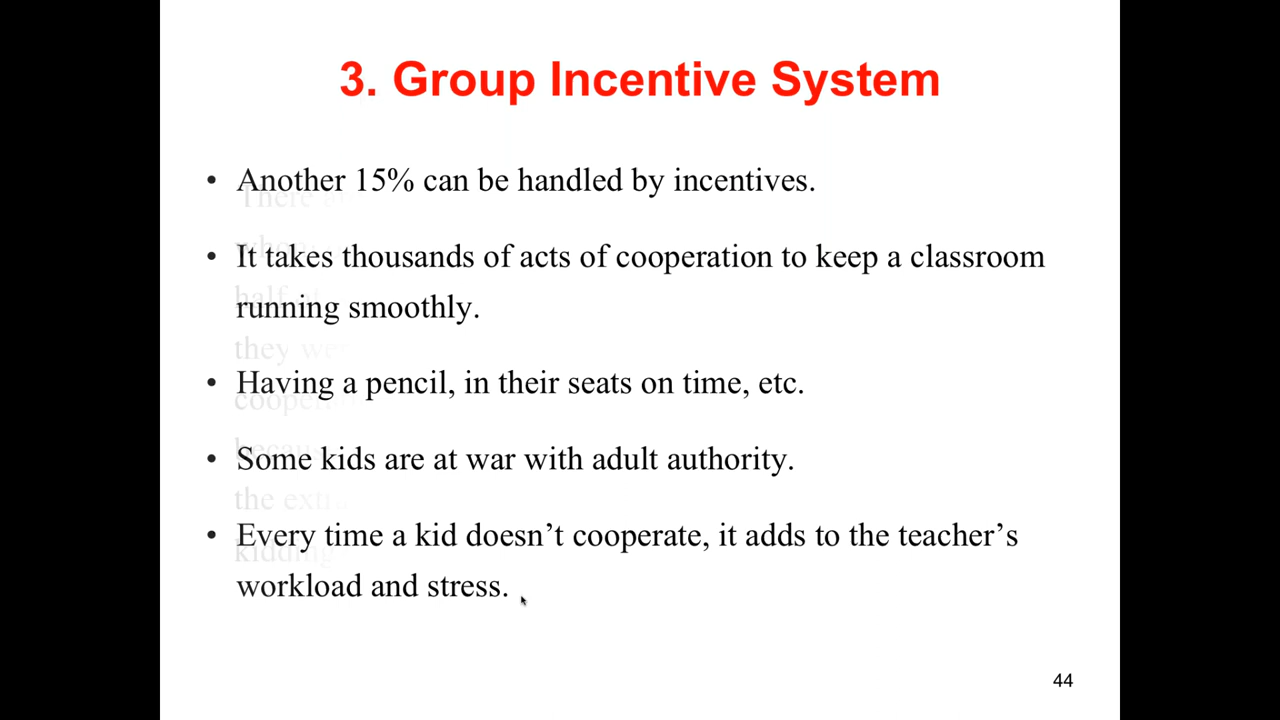 3. Group Incentive System
• Another 15% can be handled by incentives.
• It takes thousands of acts of cooperation to keep a classroom
running smoothly.
• Having a pencil, in their seats on time, etc.
• Some kids are at war with adult authority.
• Every time a kid doesn’t cooperate, it adds to the teacher’s
workload and stress.
44